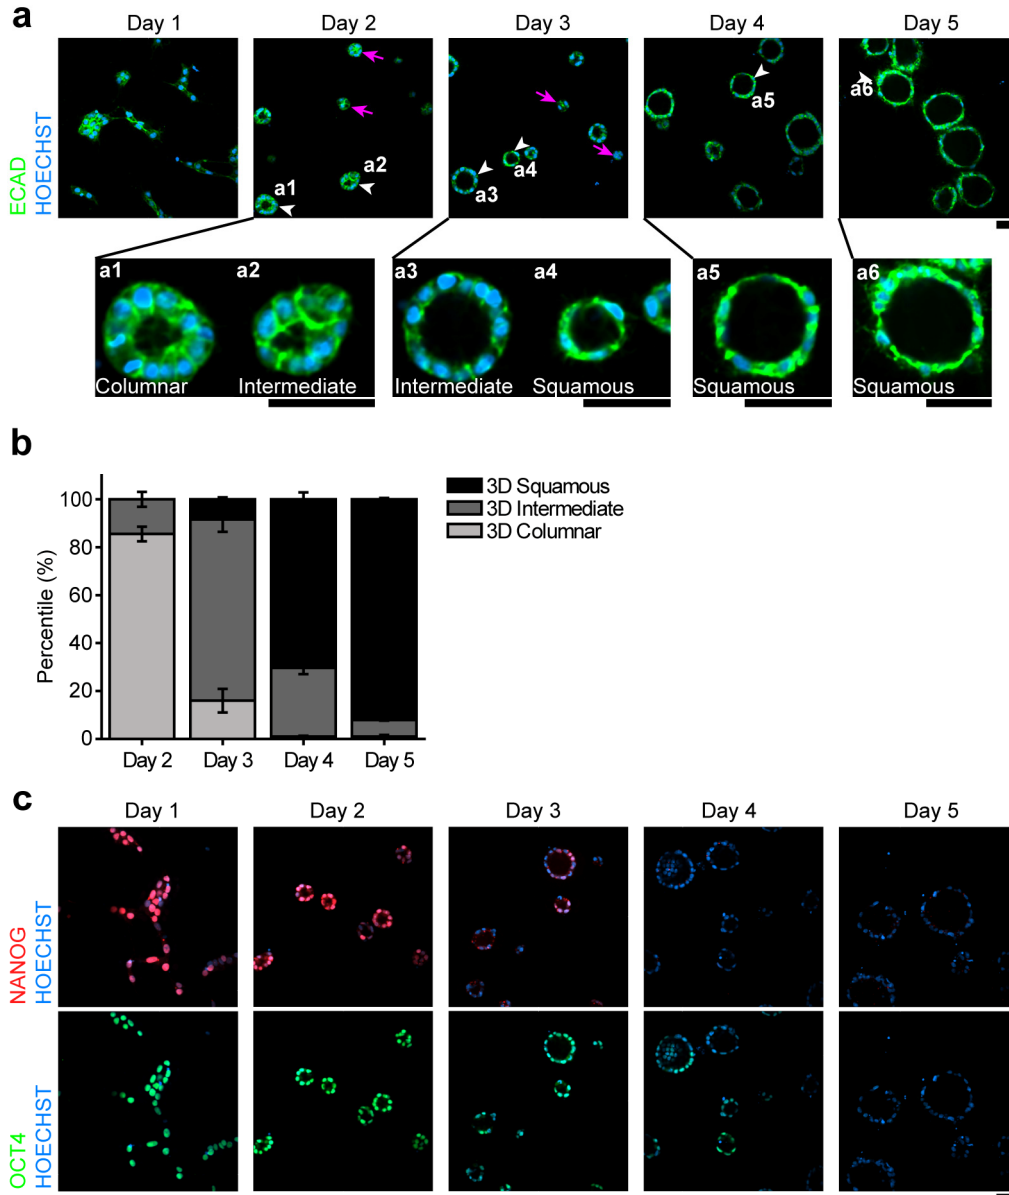 a
Day 1 Day 2 Day 3 Day 4 Day 5
ECAD
HOECHST
a1 a2 a3 a4 a5 a6
a1 a2 a3 a4 a5 a6
Columnar Intermediate Intermediate Squamous Squamous Squamous
b
Percentile (%)
100
80
60
40
20
0
Day 2 Day 3 Day 4 Day 5
3D Squamous
3D Intermediate
3D Columnar
c
Day 1 Day 2 Day 3 Day 4 Day 5
NANOG
HOECHST
OCT4
HOECHST